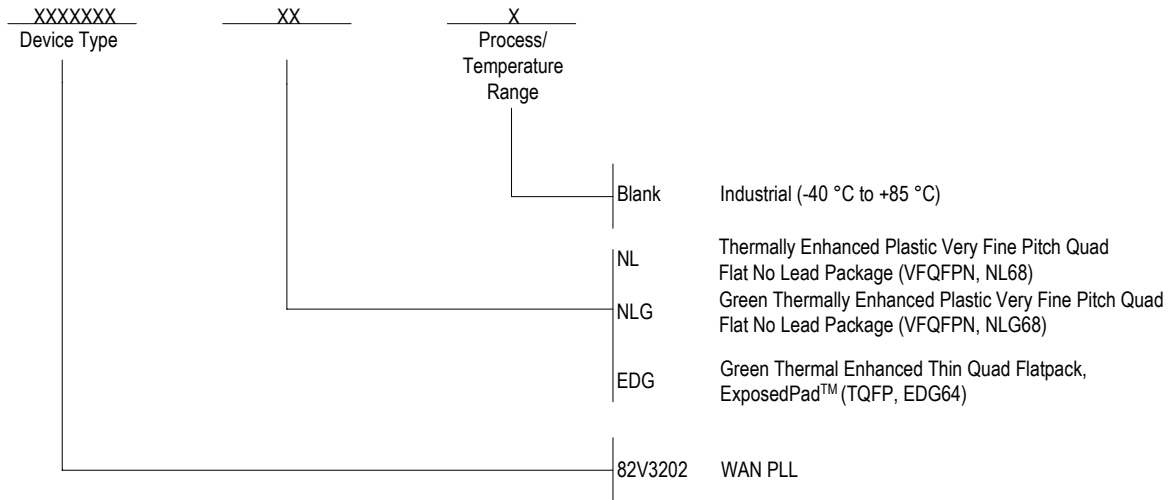 XXXXXXX XX X
Device Type Process/
Temperature
Range
Blank Industrial (-40 °C to +85 °C)
NL Thermally Enhanced Plastic Very Fine Pitch Quad
Flat No Lead Package (VFQFPN, NL68)
NLG Green Thermally Enhanced Plastic Very Fine Pitch Quad
Flat No Lead Package (VFQFPN, NLG68)
EDG Green Thermal Enhanced Thin Quad Flatpack,
ExposedPad™ (TQFP, EDG64)
82V3202 WAN PLL